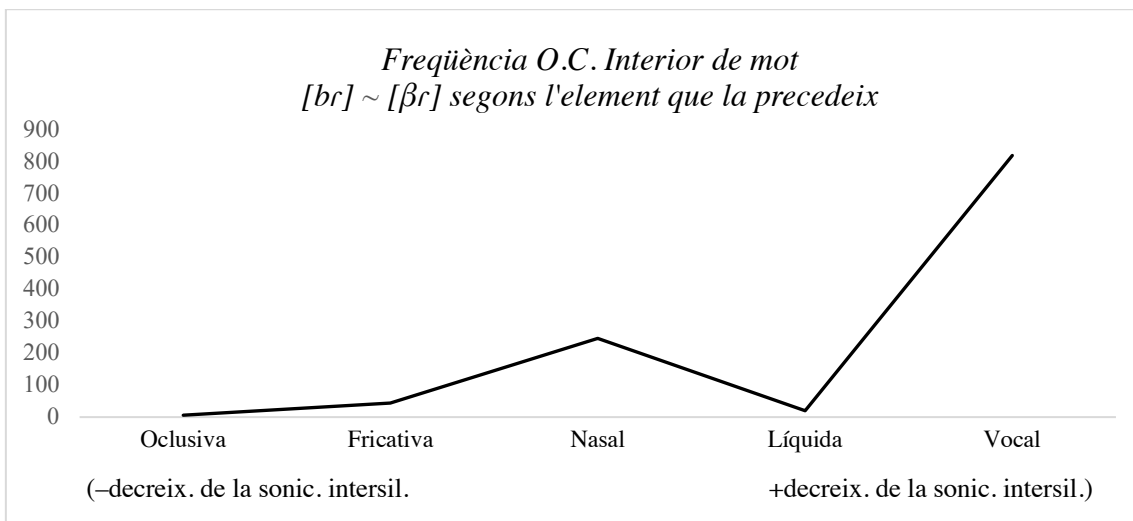 Freqüència O.C. Interior de mot
[bɾ] ~ [βɾ] segons l'element que la precedeix
900
800
700
600
500
400
300
200
100
0
Oclusiva Fricativa Nasal Líquida Vocal
(–decreix. de la sonic. intersil. +decreix. de la sonic. intersil.)